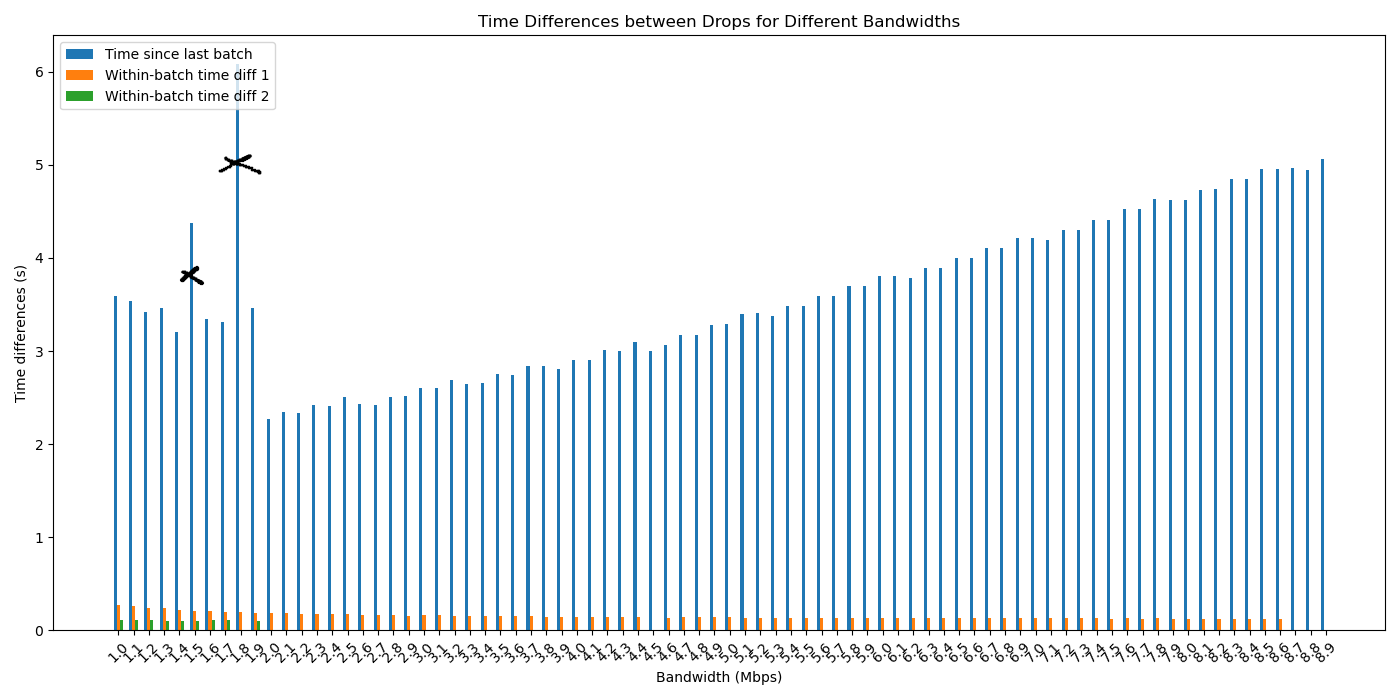 Time Differences between Drops for Different Bandwidths
Time since last batch
Within-batch time diff 1
Within-batch time diff 2
6
5
4
3
2
1
0
Time differences (s)
1.0 1.1 1.2 1.3 1.4 1.5 1.6 1.7 1.8 1.9 2.0 2.1 2.2 2.3 2.4 2.5 2.6 2.7 2.8 2.9 3.0 3.1 3.2 3.3 3.4 3.5 3.6 3.7 3.8 3.9 4.0 4.1 4.2 4.3 4.4 4.5 4.6 4.7 4.8 4.9 5.0 5.1 5.2 5.3 5.4 5.5 5.6 5.7 5.8 5.9 6.0 6.1 6.2 6.3 6.4 6.5 6.6 6.7 6.8 6.9 7.0 7.1 7.2 7.3 7.4 7.5 7.6 7.7 7.8 7.9 8.0 8.1 8.2 8.3 8.4 8.5 8.6 8.7 8.8 8.9
Bandwidth (Mbps)